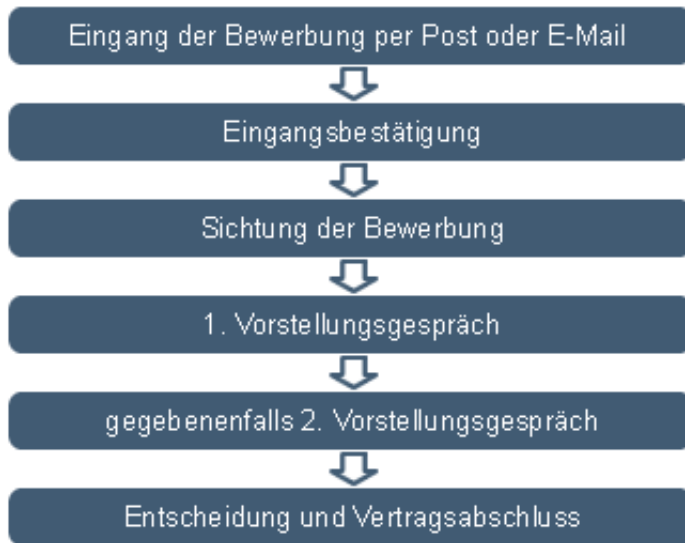 Eingang der Bewerbung per Post oder E-Mail
Eingangsbestätigung
Sichtung der Bewerbung
1. Vorstellungsgespräch
gegebenenfalls 2. Vorstellungsgespräch
Entscheidung und Vertragsabschluss